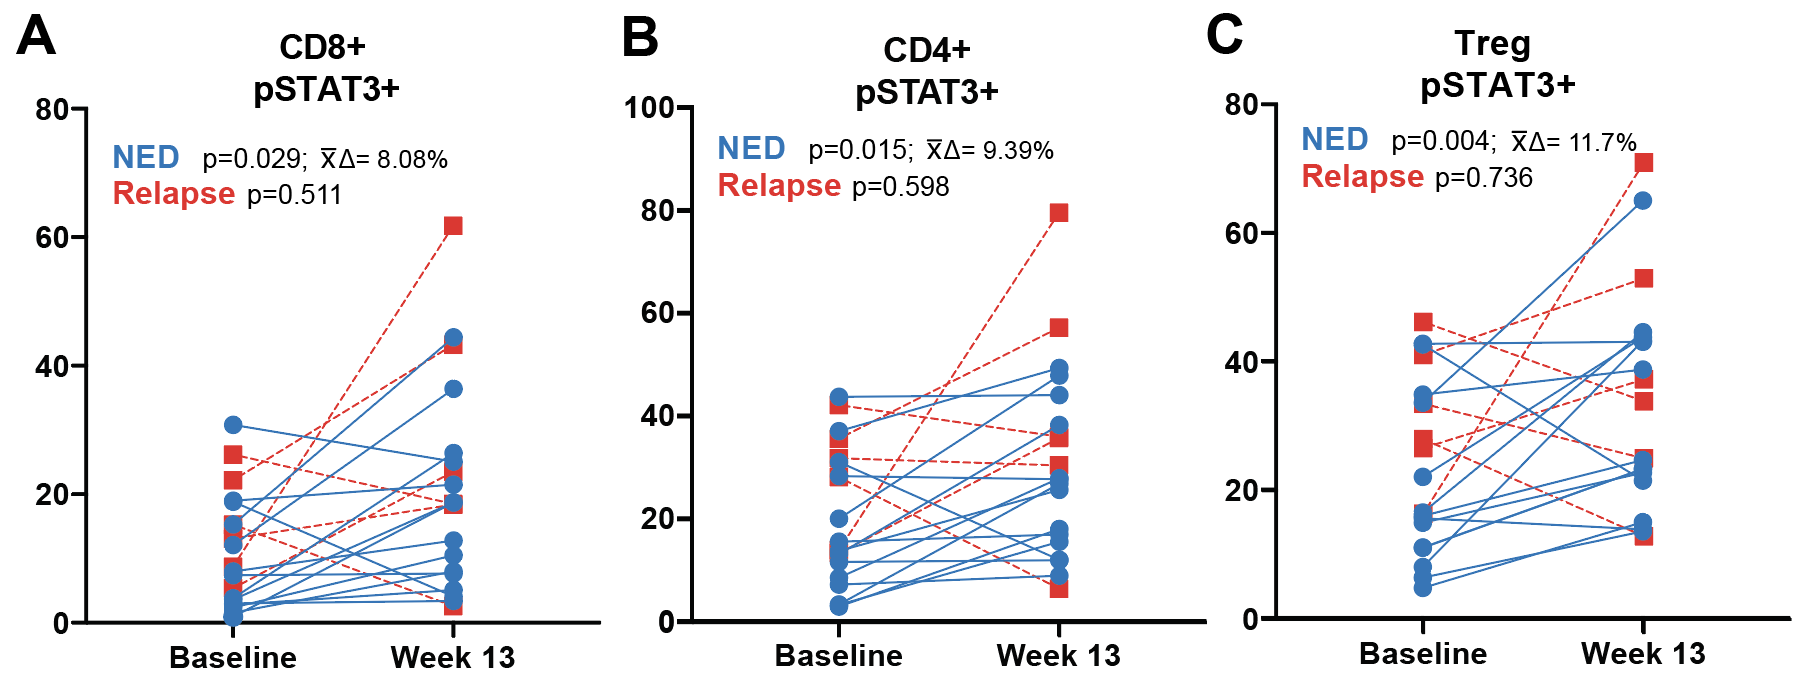 A
CD8+
pSTAT3+
80
60
40
20
0
NED p=0.029; x̅Δ= 8.08%
Relapse p=0.511
Baseline Week 13
B
CD4+
pSTAT3+
100
80
60
40
20
0
NED p=0.015; x̅Δ= 9.39%
Relapse p=0.598
Baseline Week 13
C
Treg
pSTAT3+
80
60
40
20
0
NED p=0.004; x̅Δ= 11.7%
Relapse p=0.736
Baseline Week 13